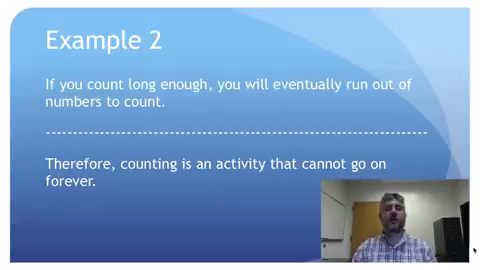 Example 2
If you count long enough, you will eventually run out of
numbers to count.
-----------------------------------------------------------------------
Therefore, counting is an activity that cannot go on
forever.